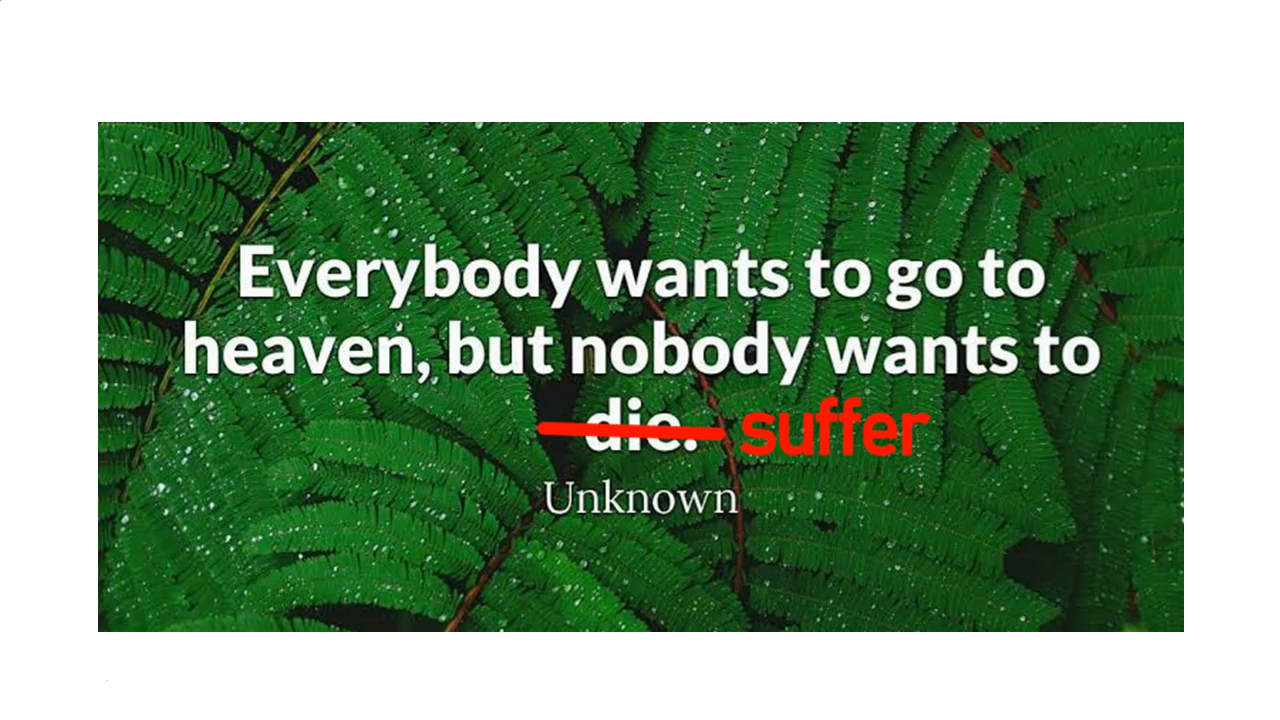 Everybody wants to go to
heaven, but nobody wants to
die. suffer
Unknown